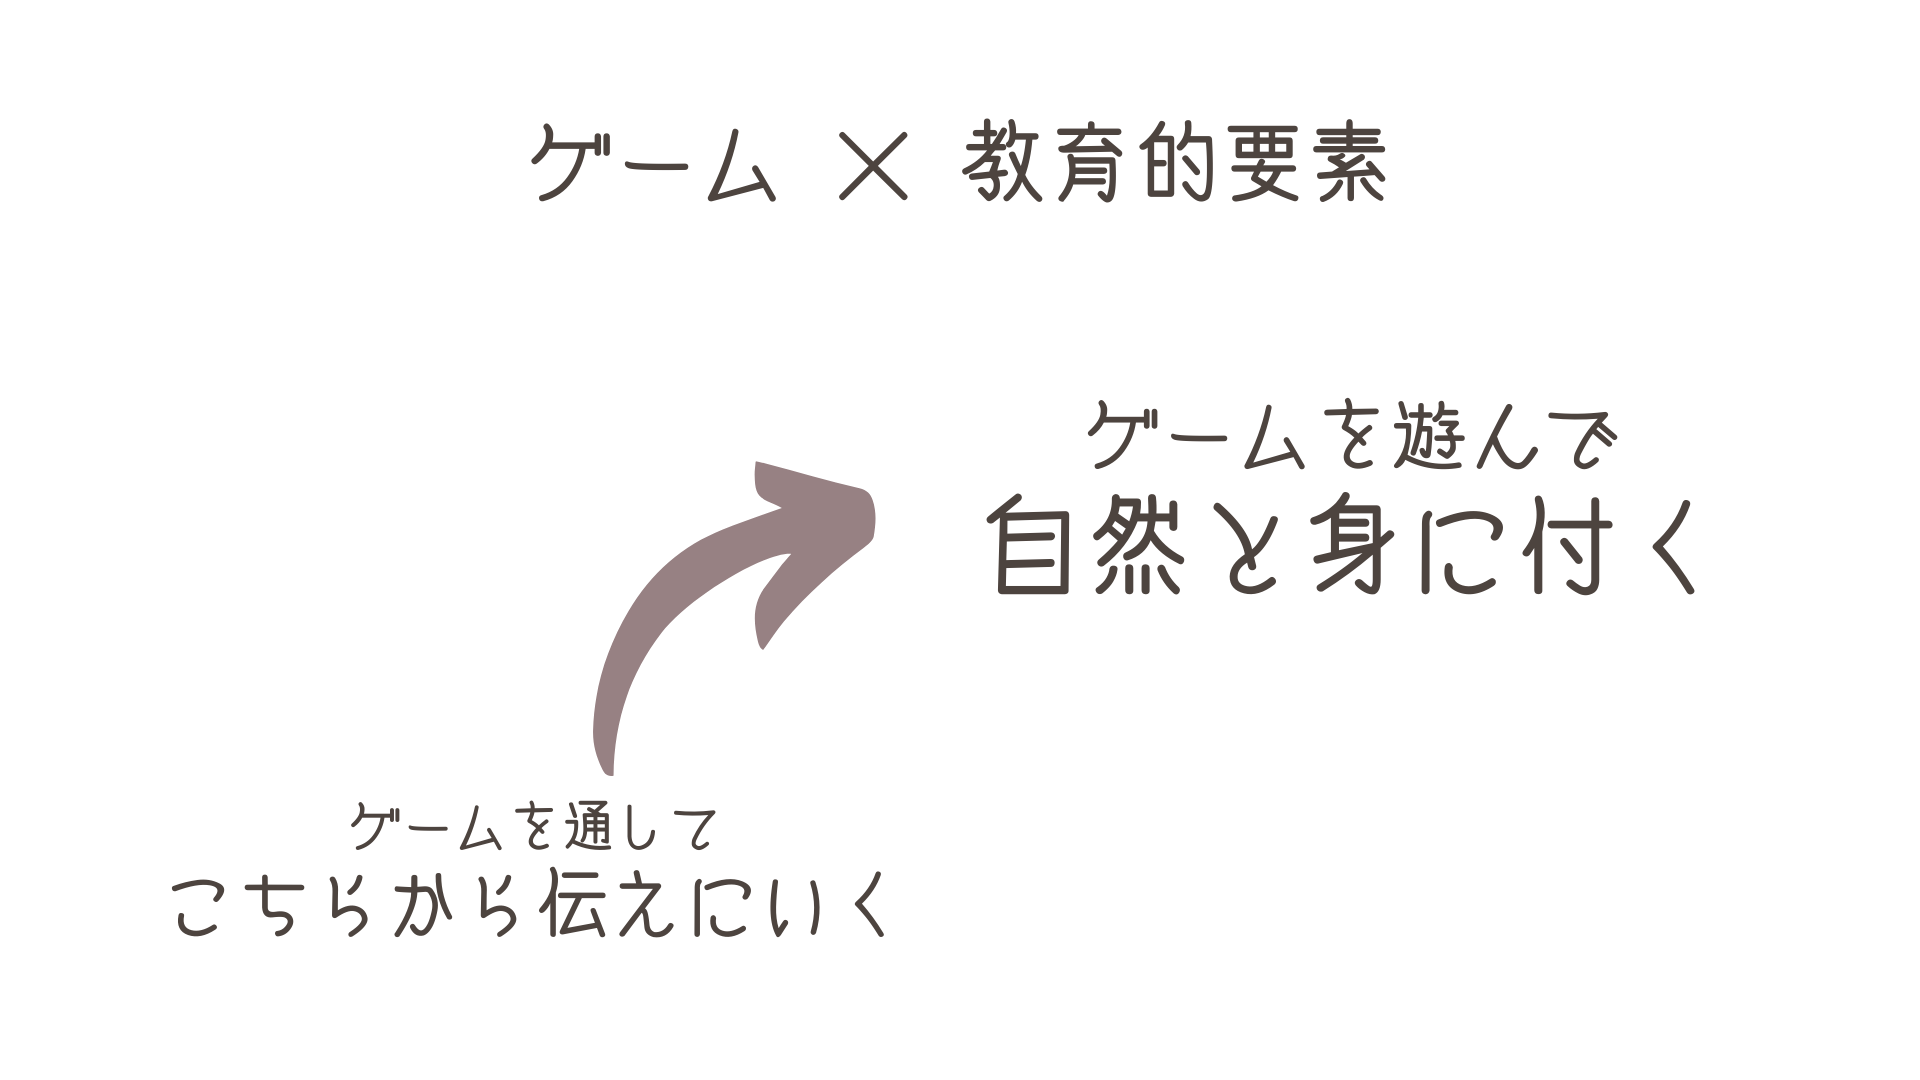 ゲーム × 教育的要素
ゲームを遊んで
自然と身に付く
ゲームを通して
こちらから伝えにいく